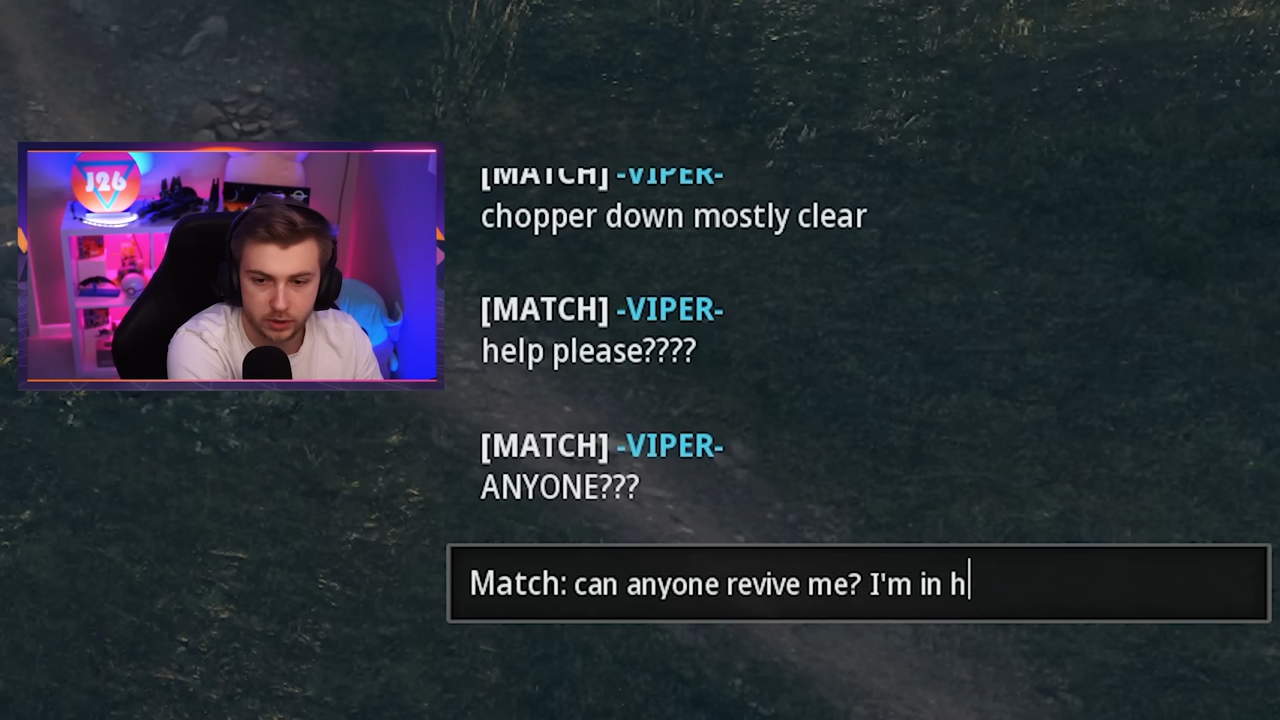 J26
[MATCH] -VIPER-
chopper down mostly clear
[MATCH] -VIPER-
help please????
[MATCH] -VIPER-
ANYONE???
Match: can anyone revive me? I'm in h